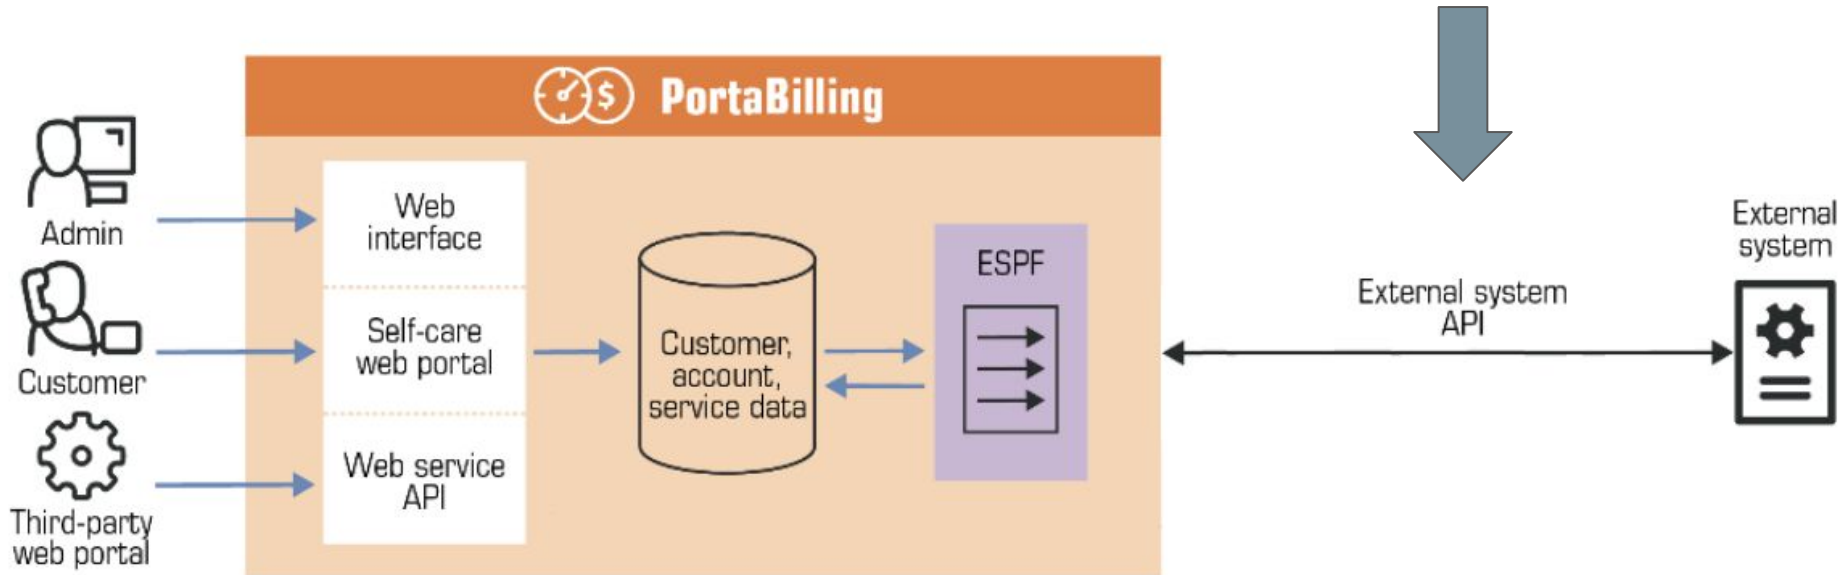 PortaBilling
Admin
Customer
Third-party
web portal
Web
interface
Self-care
web portal
Web service
API
Customer,
account,
service data
ESPF
External system
API
External
system